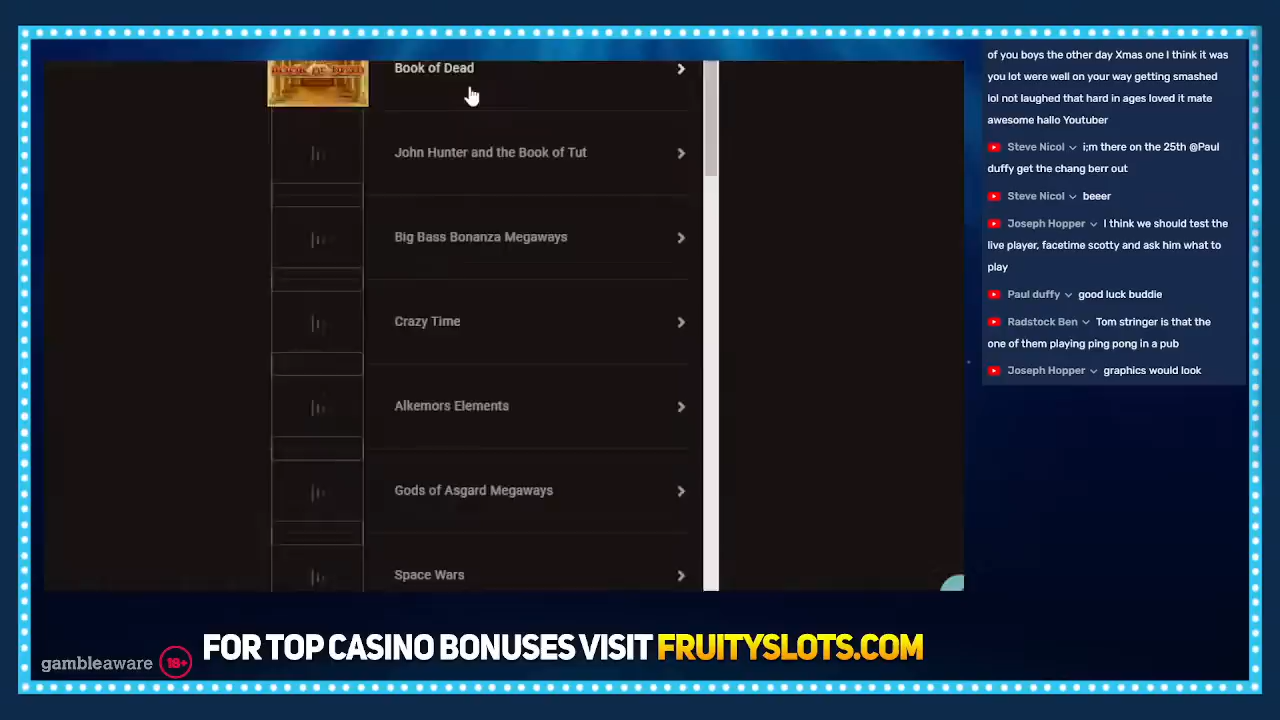 Book of Dead
John Hunter and the Book of Tut
Big Bass Bonanza Megaways
Crazy Time
Alkemors Elements
Gods of Asgard Megaways
Space Wars
of you boys the other day Xmas one I think it was
you lot were well on your way getting smashed
lol not laughed that hard in ages loved it mate
awesome hallo Youtuber
Steve Nicol i;m there on the 25th @Paul
duffy get the chang berr out
Steve Nicol beeer
Joseph Hopper I think we should test the
live player, facetime scotty and ask him what to
play
Paul duffy good luck buddie
Radstock Ben Tom stringer is that the
one of them playing ping pong in a pub
Joseph Hopper graphics would look
gambleaware 18+
FOR TOP CASINO BONUSES VISIT FRUITYSLOTS.COM